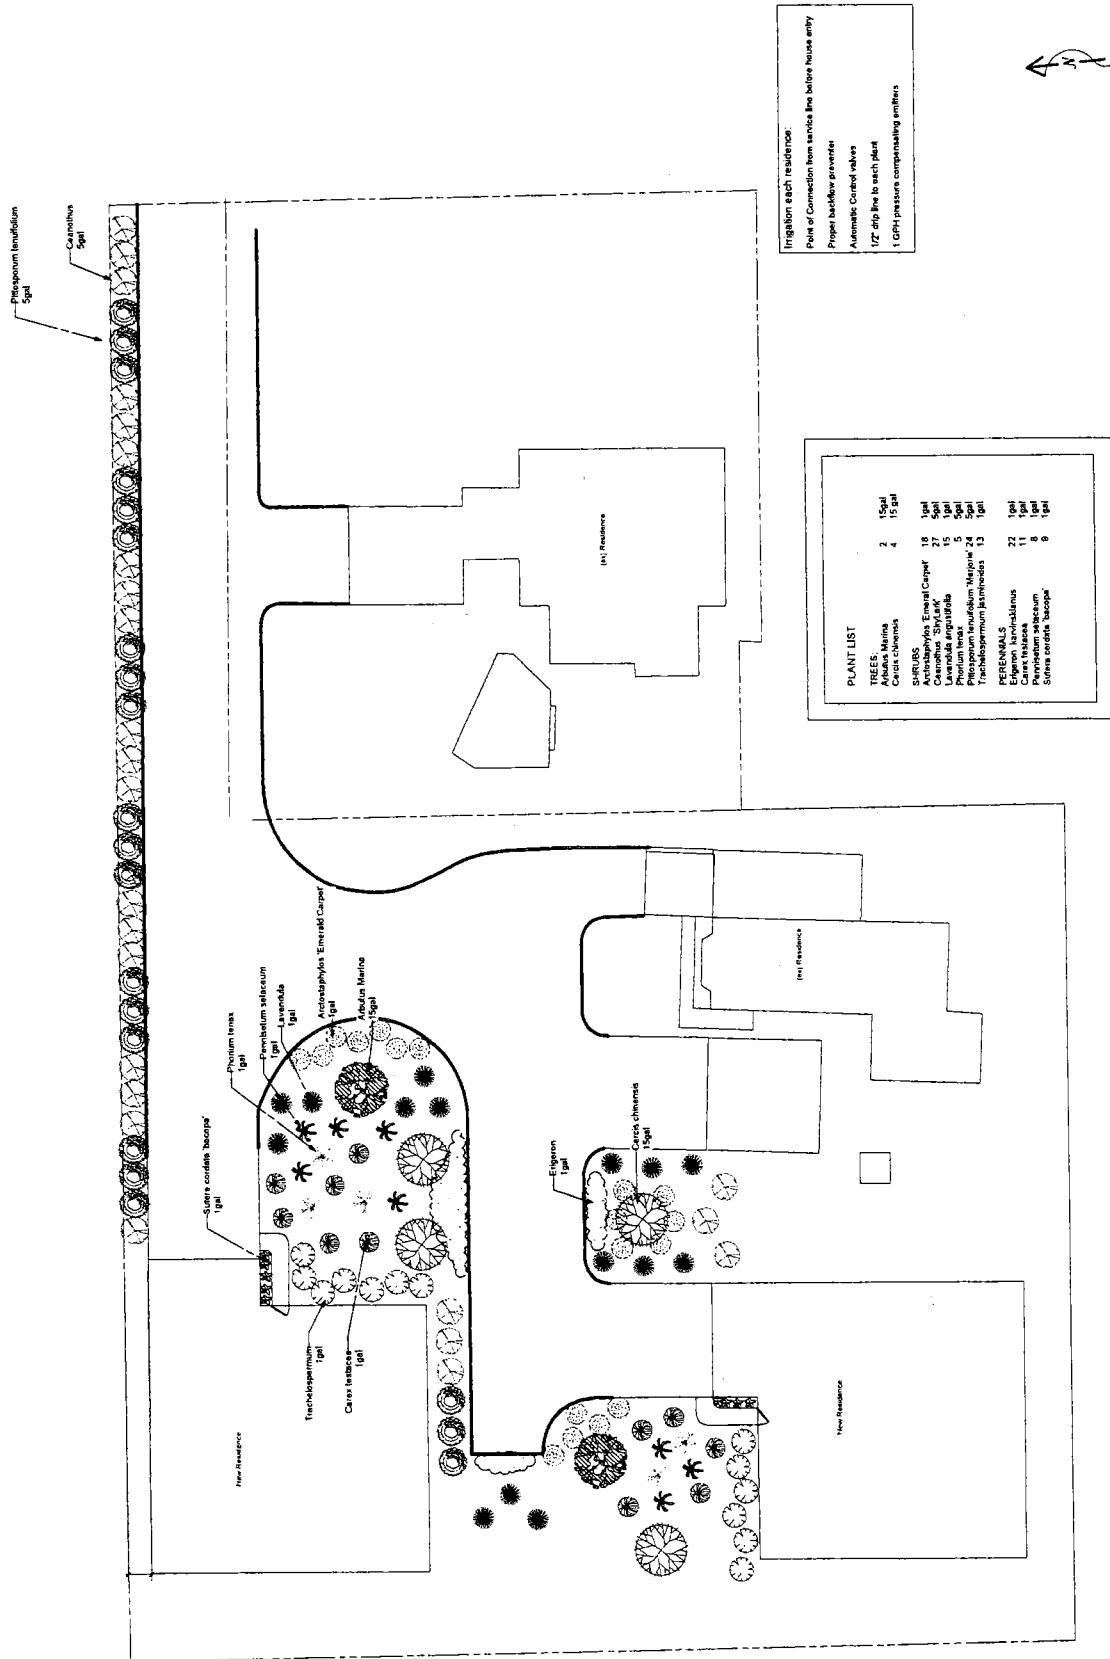 Pittosporum tenuifolium
5gal
Ceanothus
5gal
Irrigation each residence:
Point of Connection from service line before house entry
Proper backflow preventer
Automatic Control valves
1/2" drip line to each plant
1 GPH pressure compensating emitters
N
Sutera cordata 'bacopa'
1gal
Phorium tenax
1gal
Pennisetum setaceum
1gal
Lavendula
1gal
Arctostaphylos 'Emerald Carpet'
1gal
Arbutus Marina
15gal
Trachelospermum
1gal
Carex testacea
1gal
Erigeron
1gal
Cercis chinensis
15gal
New Residence
New Residence
(ex) Residence
(ex) Residence
PLANT LIST
TREES:
Arbutus Marina 2 15gal
Cercis chinensis 4 15 gal
SHRUBS
Arctostaphylos 'Emeral Carpet' 18 1gal
Ceanothus 'SkyLark' 27 5gal
Lavandula angustifolia 15 1gal
Phorium tenax 5 5gal
Pittosporum tenuifolium 'Marjorie' 24 5gal
Trachelospermum jasminoides 13 1gal
PERENNIALS
Erigeron karvinskianus 22 1gal
Carex testacea 11 1gal
Pennisetum setaceum 8 1gal
Sutera cordata 'bacopa' 9 1gal